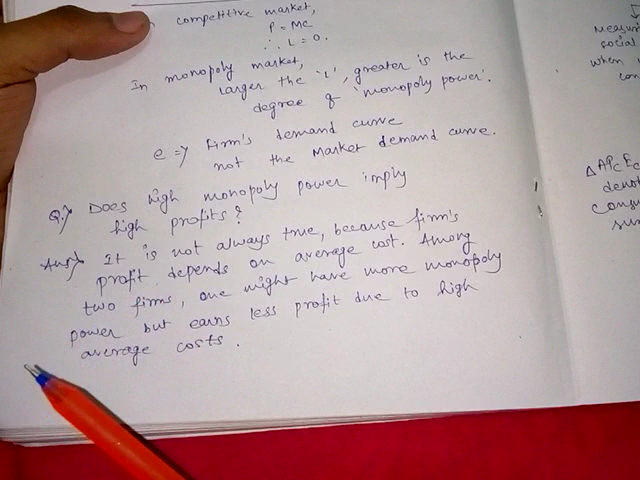 competitive market,
P = MC
∴ L = 0.
In monopoly market,
larger the 'L', greater is the
degree of 'monopoly power'.
e => Firm's demand curve
not the Market demand curve.
Q.) Does high monopoly power imply
high profits?
Ans) It is not always true, because firm's
profit depends on average cost. Among
two firms, one might have more monopoly
power but earns less profit due to high
average costs.
social
when